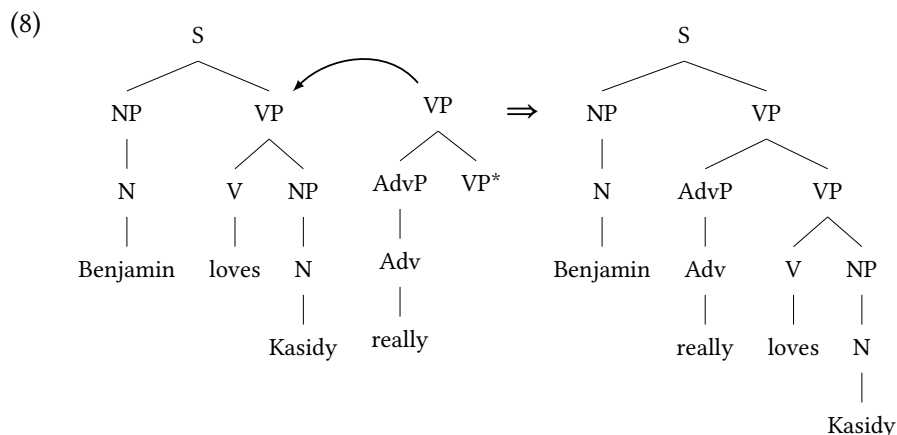 (8)
S S
NP VP VP ⇒ NP VP
N V NP AdvP VP* N AdvP VP
Benjamin loves N Adv Benjamin Adv V NP
Kasidy really really loves N
Kasidy